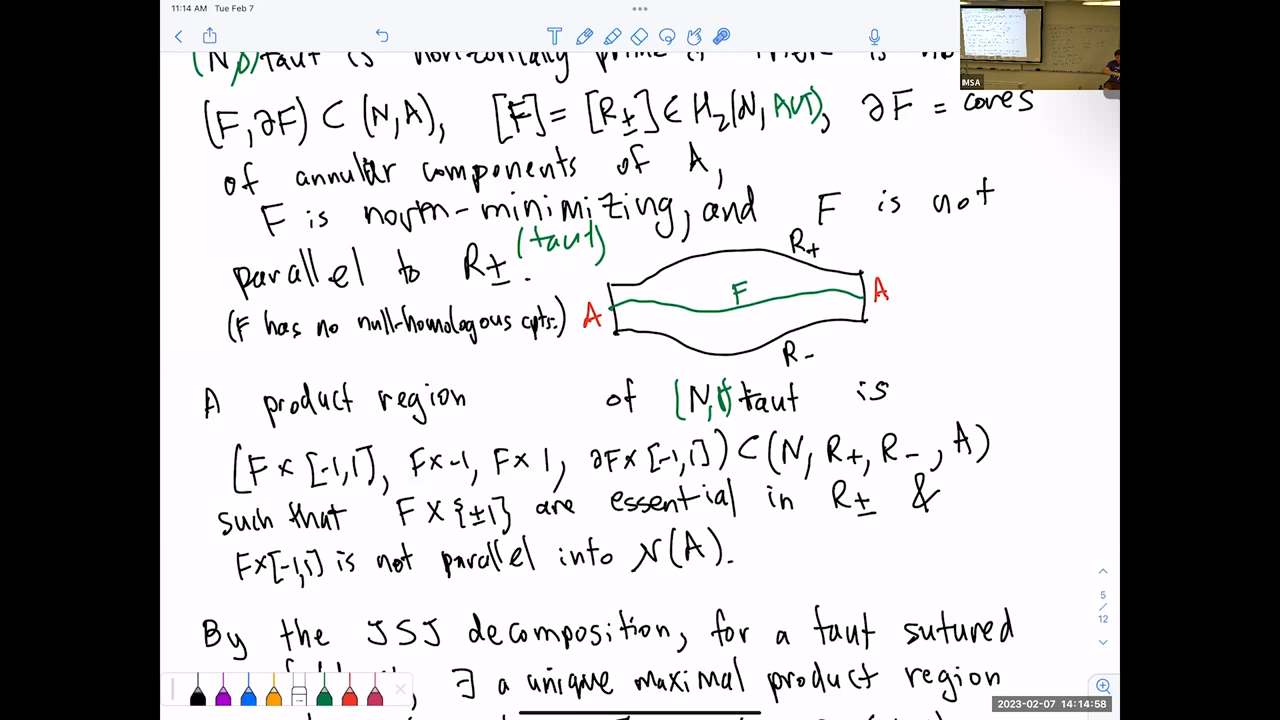 11:14 AM Tue Feb 7
(N,γ) taut is horizontally prime if there is no
(F, ∂F) ⊂ (N, A), [F] = [R±] ∈ H₂(N, A∪T), ∂F = cores
of annular components of A,
F is norm-minimizing, and F is not
(taut)
parallel to R±.
(F has no null-homologous cpts.)
R+
A F A
R-
A product region of (N,γ) taut is
(F × [-1,1], F×-1, F×1, ∂F×[-1,1]) ⊂ (N, R+, R-, A)
such that F×{±1} are essential in R± &
F×[-1,1] is not parallel into N(A).
By the JSJ decomposition, for a taut sutured
∃ a unique maximal product region
IMSA
5
/
12
2023-02-07 14:14:58